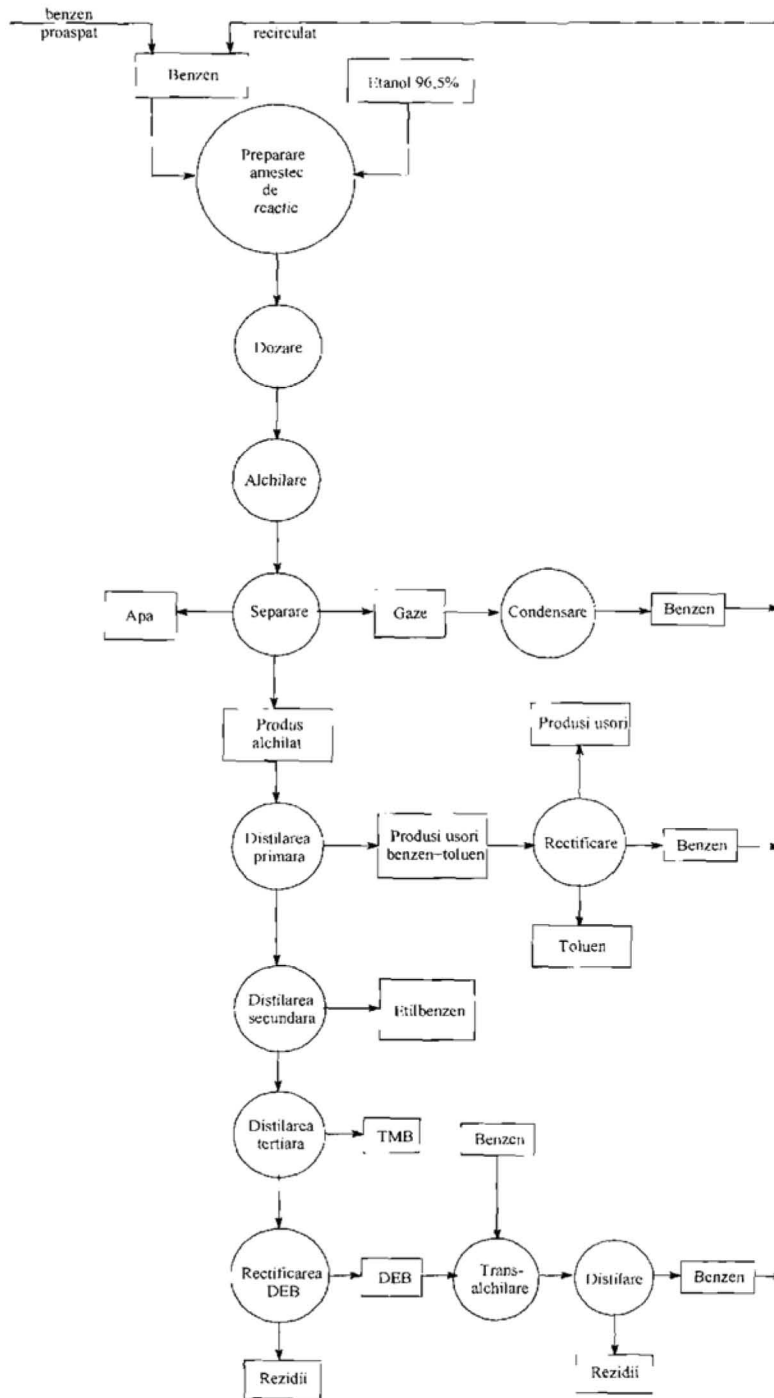 benzen
proaspat
recirculat
Benzen
Etanol 96,5%
Preparare
amestec
de
reactie
Dozare
Alchilare
Apa
Separare
Gaze
Condensare
Benzen
Produs
alchilat
Produsi usori
Distilarea
primara
Produsi usori
benzen-toluen
Rectificare
Benzen
Toluen
Distilarea
secundara
Etilbenzen
Distilarea
tertiara
TMB
Benzen
Rectificarea
DEB
DEB
Trans-
alchilare
Distilare
Benzen
Rezidii
Rezidii